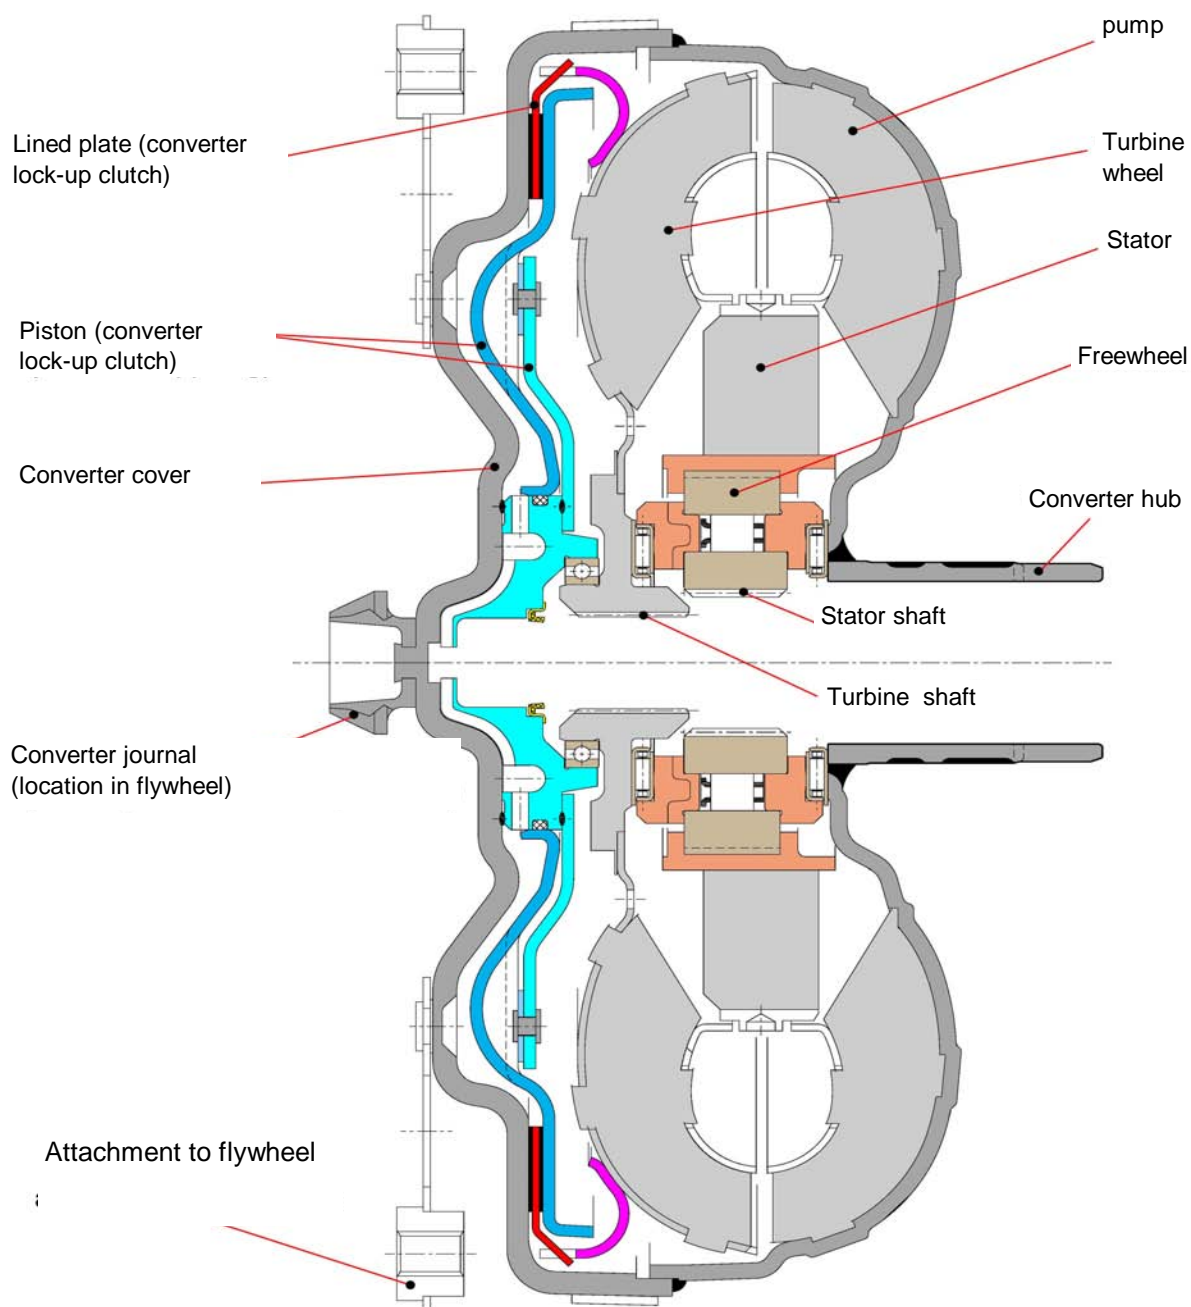 pump
Lined plate (converter
lock-up clutch)
Turbine
wheel
Stator
Piston (converter
lock-up clutch)
Freewheel
Converter cover
Converter hub
Stator shaft
Turbine shaft
Converter journal
(location in flywheel)
Attachment to flywheel